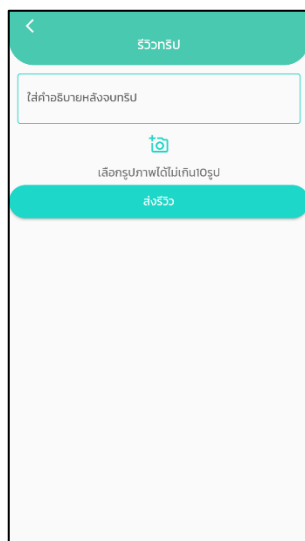 รีวิวทริป
ใส่คำอธิบายหลังจบทริป
เลือกรูปภาพได้ไม่เกิน10รูป
ส่งรีวิว